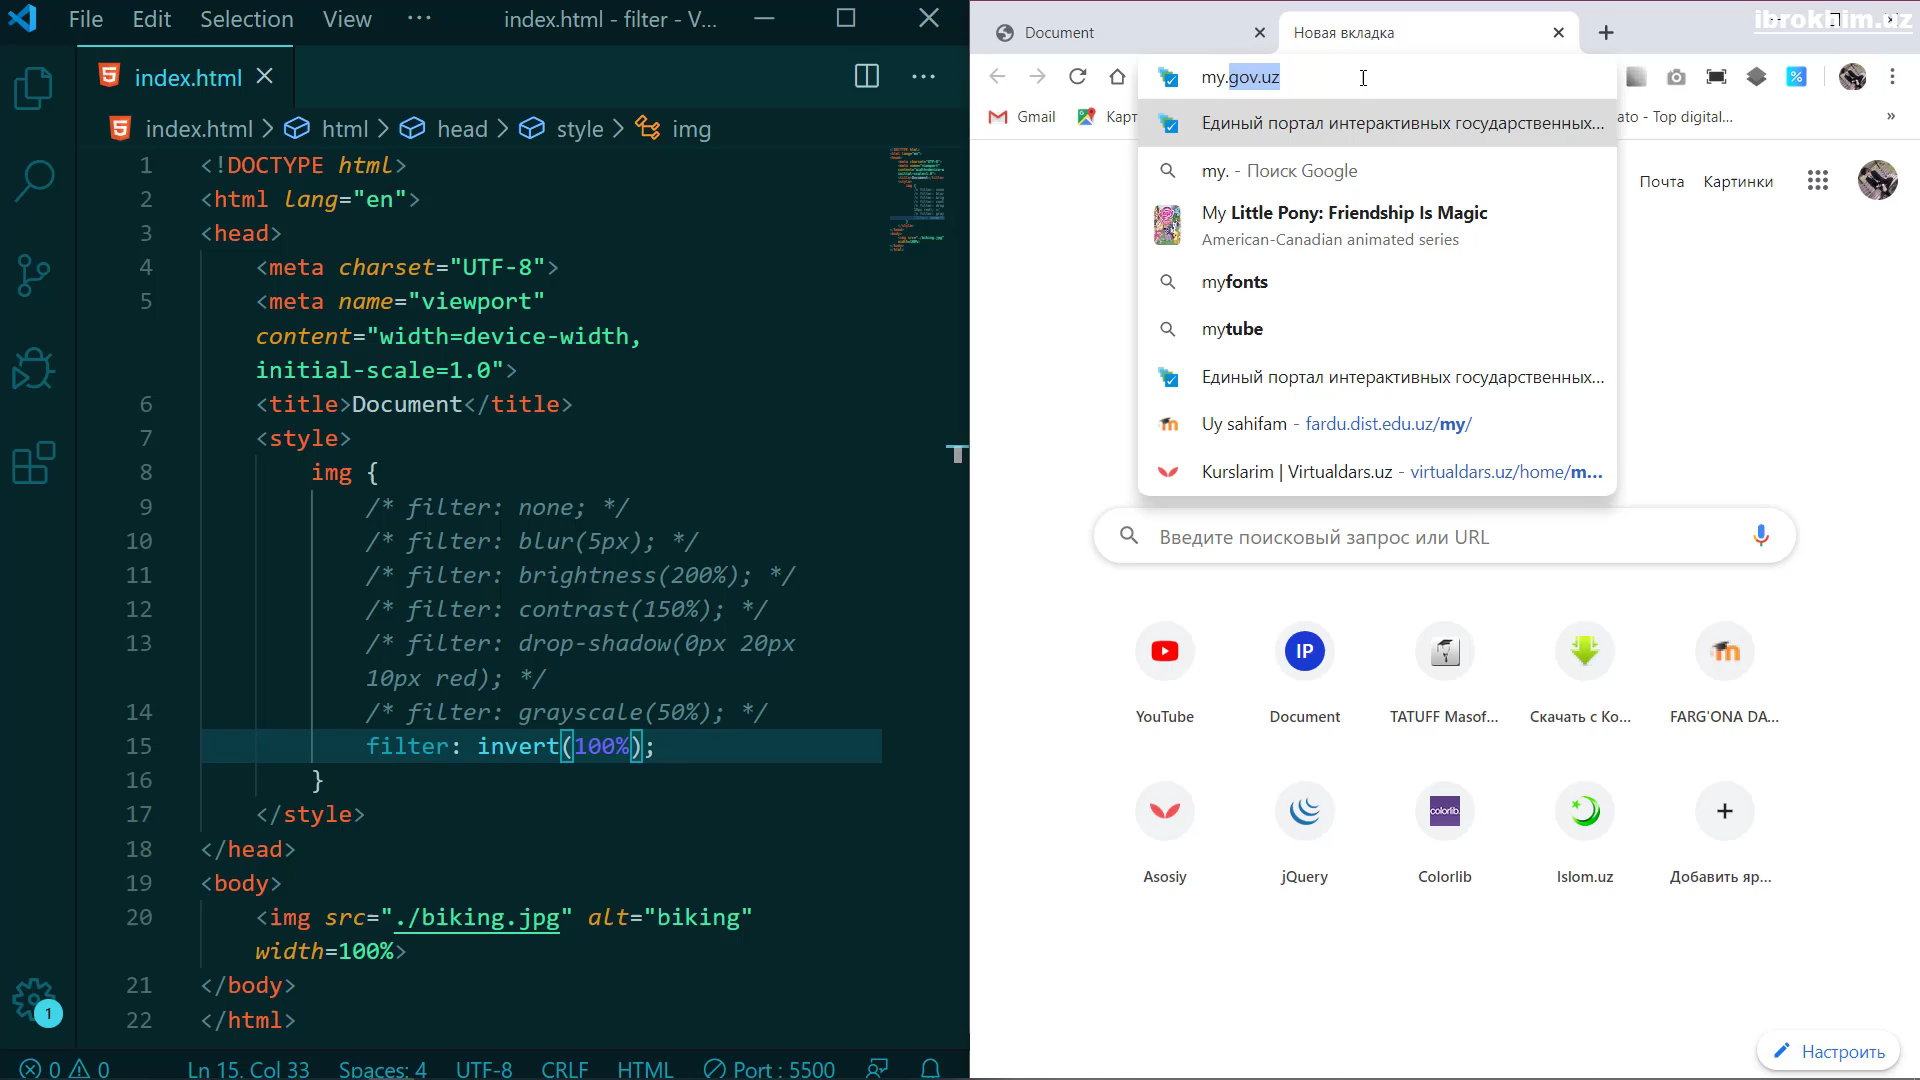 File Edit Selection View ··· index.html - filter - V...
index.html
index.html > html > head > style > img
1 <!DOCTYPE html>
2 <html lang="en">
3 <head>
4 <meta charset="UTF-8">
5 <meta name="viewport"
content="width=device-width,
initial-scale=1.0">
6 <title>Document</title>
7 <style>
8 img {
9 /* filter: none; */
10 /* filter: blur(5px); */
11 /* filter: brightness(200%); */
12 /* filter: contrast(150%); */
13 /* filter: drop-shadow(0px 20px
10px red); */
14 /* filter: grayscale(50%); */
15 filter: invert(100%);
16 }
17 </style>
18 </head>
19 <body>
20 <img src="./biking.jpg" alt="biking"
width=100%>
21 </body>
22 </html>
1
0 0 Ln 15, Col 33 Spaces: 4 UTF-8 CRLF HTML Port : 5500
ibrokhim.uz
Document Новая вкладка
my.gov.uz
Gmail Карт ato - Top digital... »
Единый портал интерактивных государственных...
my. - Поиск Google
My Little Pony: Friendship Is Magic
American-Canadian animated series
myfonts
mytube
Единый портал интерактивных государственных...
Uy sahifam - fardu.dist.edu.uz/my/
Kurslarim | Virtualdars.uz - virtualdars.uz/home/m...
Почта Картинки
Введите поисковый запрос или URL
IP
YouTube Document TATUFF Masof... Скачать с Ко... FARG'ONA DA...
colorlib.
Asosiy jQuery Colorlib Islom.uz Добавить яр...
Настроить